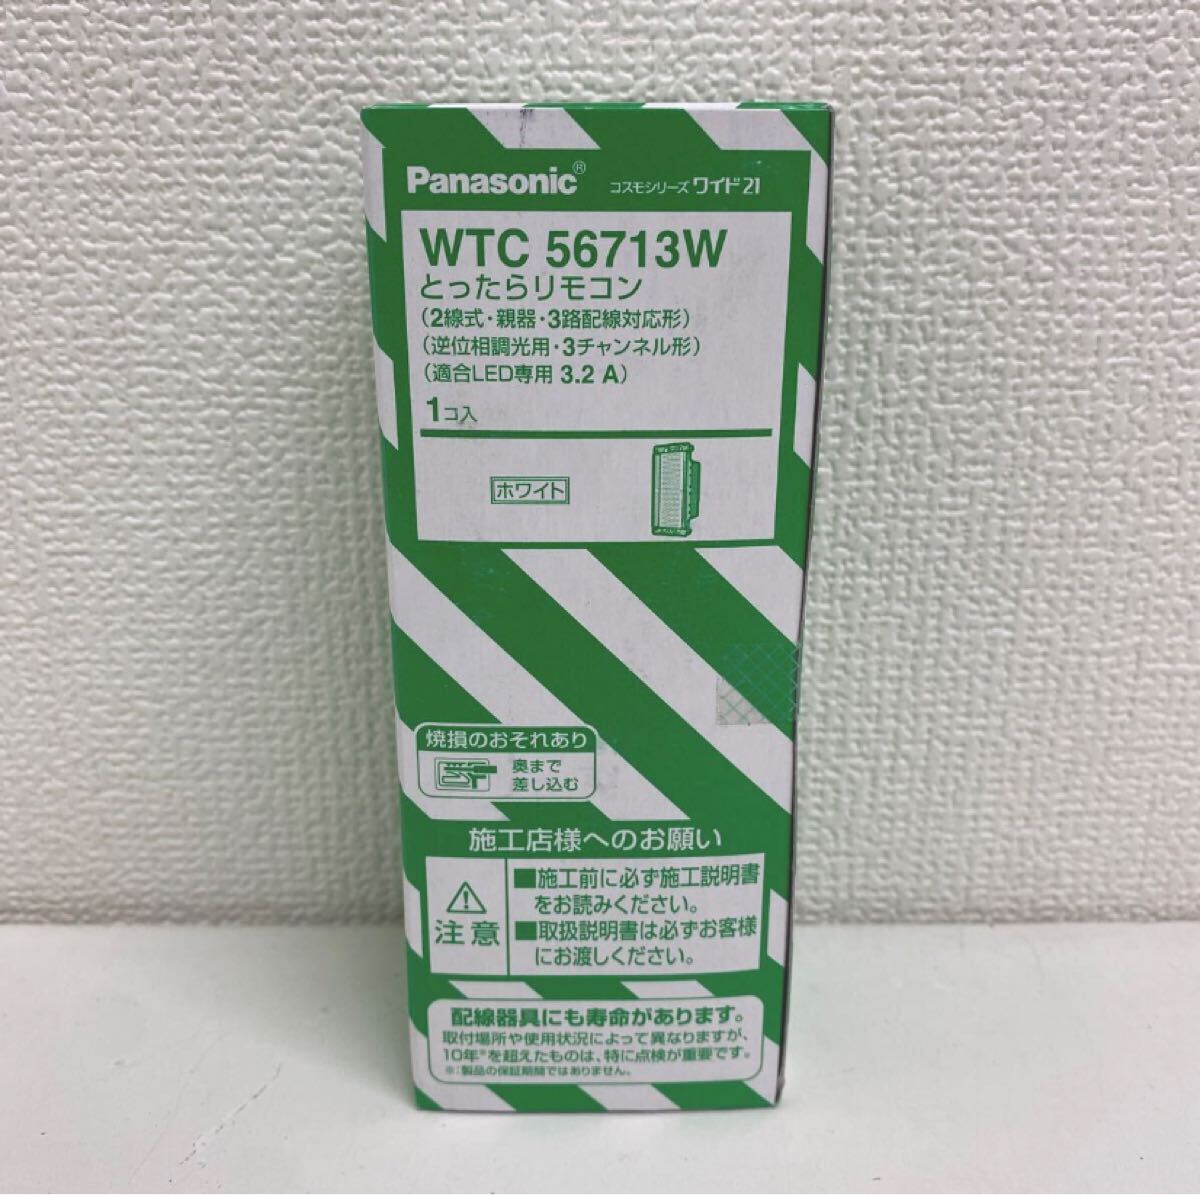 Panasonic® コスモシリーズ ワイド21
WTC 56713W
とったらリモコン
(2線式・親器・3路配線対応形)
(逆位相調光用・3チャンネル形)
(適合LED専用 3.2 A)
1コ入
ホワイト
焼損のおそれあり
奥まで
差し込む
施工店様へのお願い
注意
■施工前に必ず施工説明書
をお読みください。
■取扱説明書は必ずお客様
にお渡しください。
配線器具にも寿命があります。
取付場所や使用状況によって異なりますが、
10年※を超えたものは、特に点検が重要です。
※:製品の保証期間ではありません。